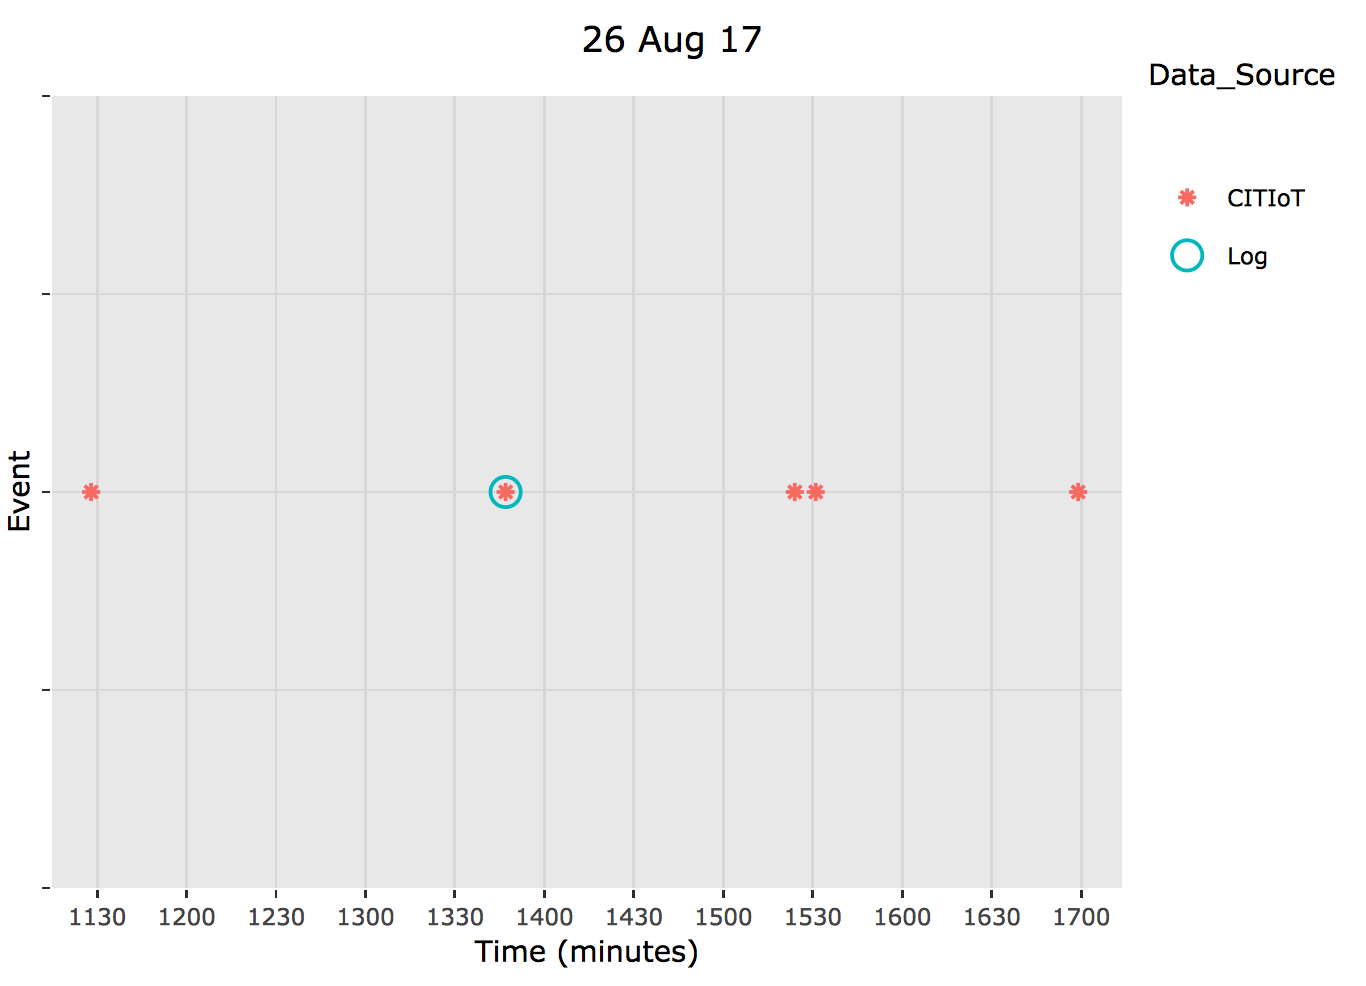 26 Aug 17
Data_Source
CITIoT
Log
Event
1130 1200 1230 1300 1330 1400 1430 1500 1530 1600 1630 1700
Time (minutes)